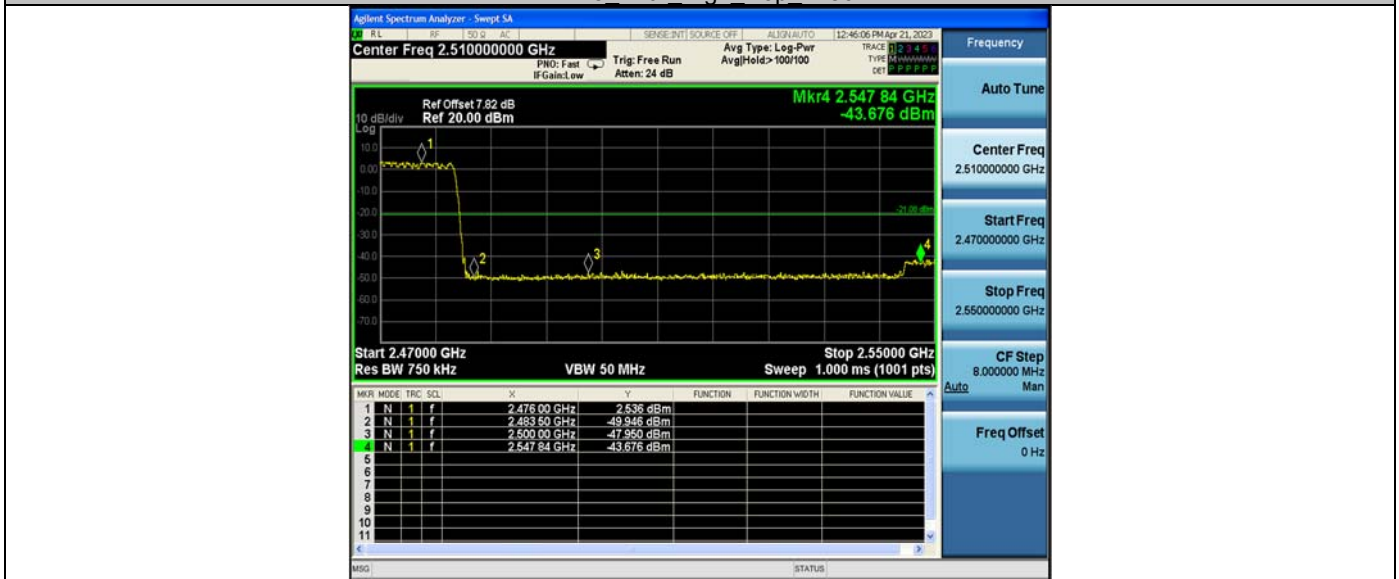 Agilent Spectrum Analyzer - Swept SA
RL RF 50 Ω AC SENSE:INT SOURCE OFF ALIGNAUTO 12:46:06 PM Apr 21, 2023
Center Freq 2.510000000 GHz
PNO: Fast
IFGain:Low
Trig: Free Run
Atten: 24 dB
Avg Type: Log-Pwr
Avg|Hold:>100/100
TRACE 1 2 3 4 5 6
TYPE M
DET P P P P P P
Frequency
Auto Tune
Center Freq
2.510000000 GHz
Start Freq
2.470000000 GHz
Stop Freq
2.550000000 GHz
CF Step
8.000000 MHz
Auto Man
Freq Offset
0 Hz
Mkr4 2.547 84 GHz
-43.676 dBm
Ref Offset 7.82 dB
10 dB/div Ref 20.00 dBm
Log
10.0
0.00
-10.0
-20.0
-30.0
-40.0
-50.0
-60.0
-70.0
1
2
3
4
-21.00 dBm
Start 2.47000 GHz Stop 2.55000 GHz
Res BW 750 kHz VBW 50 MHz Sweep 1.000 ms (1001 pts)
MKR MODE TRC SCL X Y FUNCTION FUNCTION WIDTH FUNCTION VALUE
1 N 1 f 2.476 00 GHz 2.536 dBm
2 N 1 f 2.483 50 GHz -49.946 dBm
3 N 1 f 2.500 00 GHz -47.950 dBm
4 N 1 f 2.547 84 GHz -43.676 dBm
5
6
7
8
9
10
11
MSG STATUS